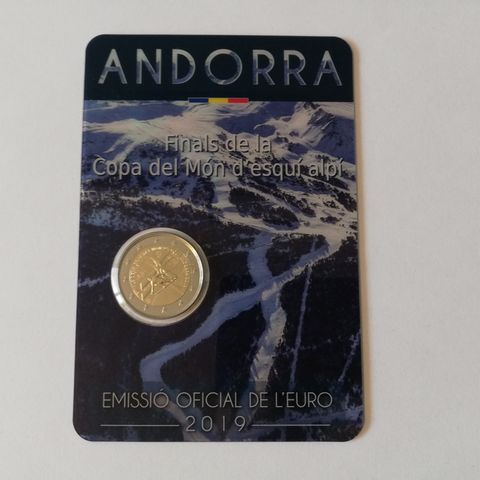 ANDORRA
Finals de la
Copa del Món d'esquí alpí
EMISSIÓ OFICIAL DE L'EURO
2019